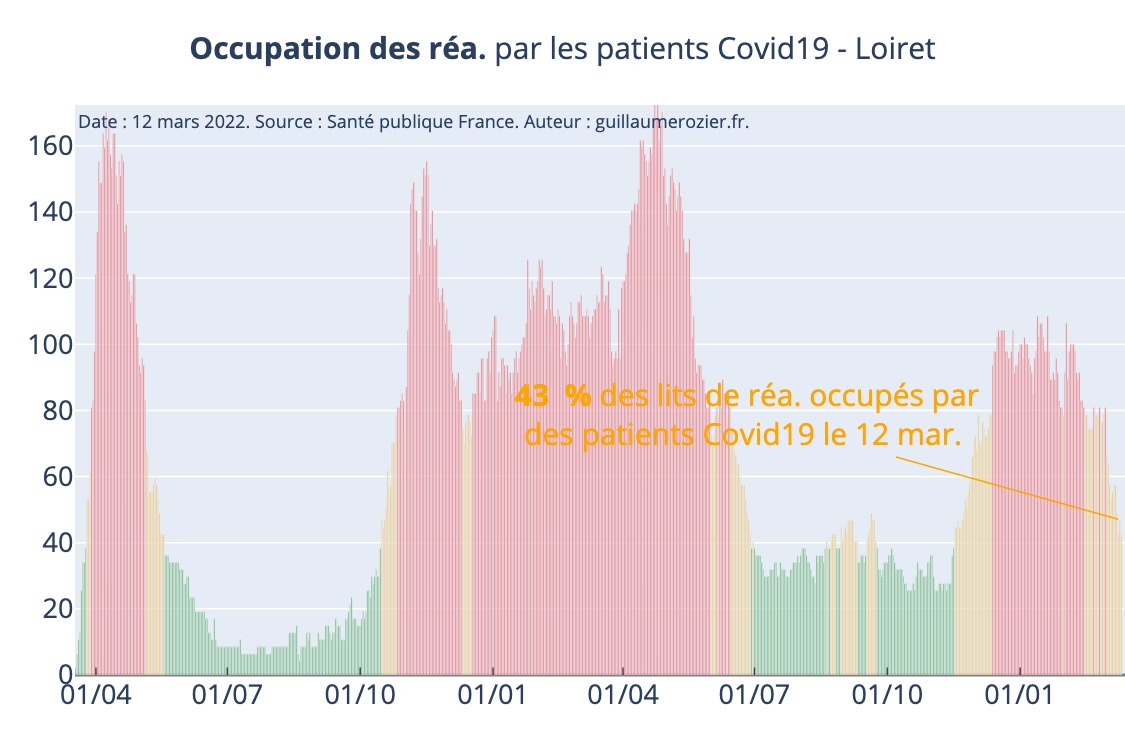 Occupation des réa. par les patients Covid19 - Loiret
Date : 12 mars 2022. Source : Santé publique France. Auteur : guillaumerozier.fr.
160
140
120
100
80
60
40
20
0
43 % des lits de réa. occupés par
des patients Covid19 le 12 mar.
01/04 01/07 01/10 01/01 01/04 01/07 01/10 01/01